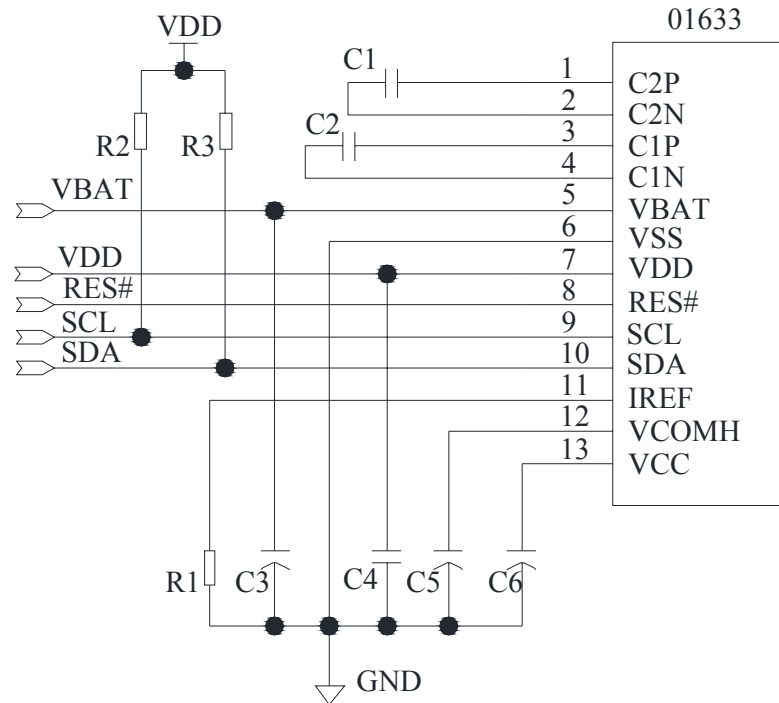 01633
VDD
C1
1
C2P
2
C2N
C2
3
C1P
R2
R3
4
C1N
VBAT
5
VBAT
6
VSS
VDD
7
VDD
RES#
8
RES#
SCL
9
SCL
SDA
10
SDA
11
IREF
12
VCOMH
13
VCC
R1
C3
C4
C5
C6
GND